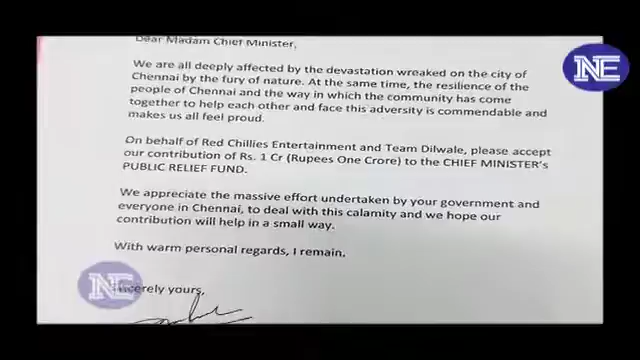 Dear Madam Chief Minister,
We are all deeply affected by the devastation wreaked on the city of
Chennai by the fury of nature. At the same time, the resilience of the
people of Chennai and the way in which the community has come
together to help each other and face this adversity is commendable and
makes us all feel proud.
On behalf of Red Chillies Entertainment and Team Dilwale, please accept
our contribution of Rs. 1 Cr (Rupees One Crore) to the CHIEF MINISTER's
PUBLIC RELIEF FUND.
We appreciate the massive effort undertaken by your government and
everyone in Chennai, to deal with this calamity and we hope our
contribution will help in a small way.
With warm personal regards, I remain.
Sincerely yours,
NE
NE